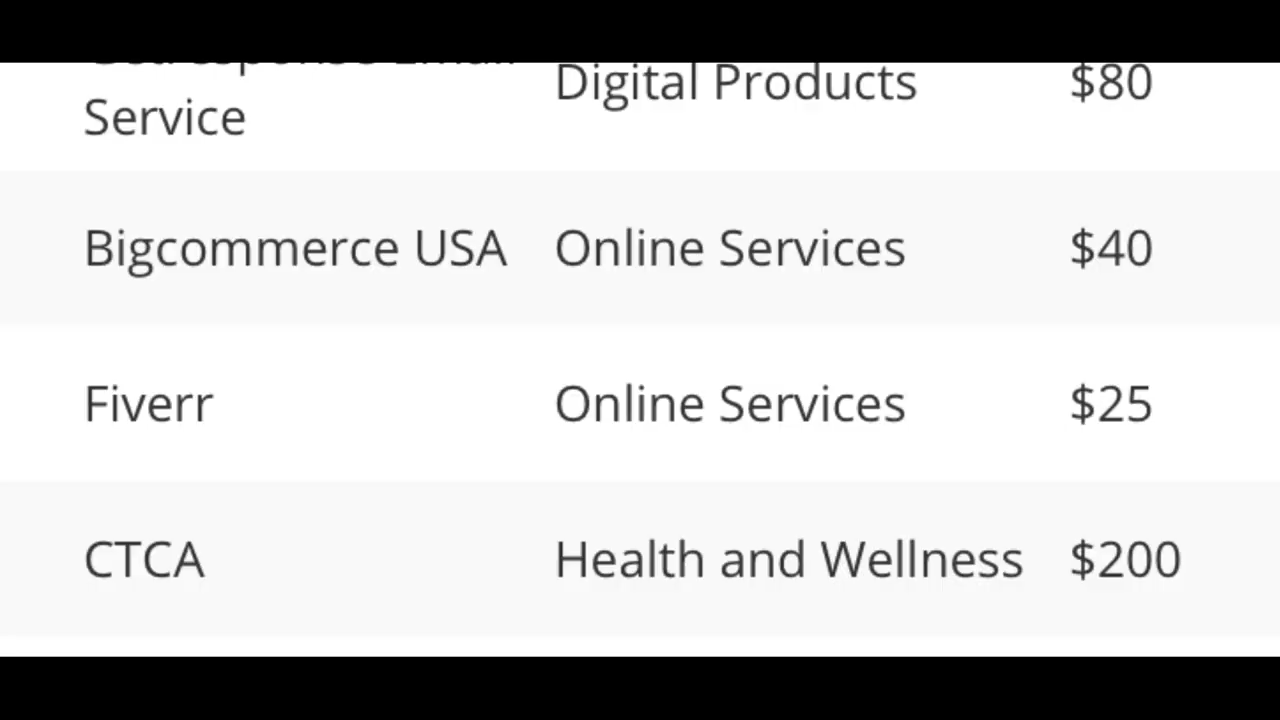 Digital Products $80
Service
Bigcommerce USA Online Services $40
Fiverr Online Services $25
CTCA Health and Wellness $200